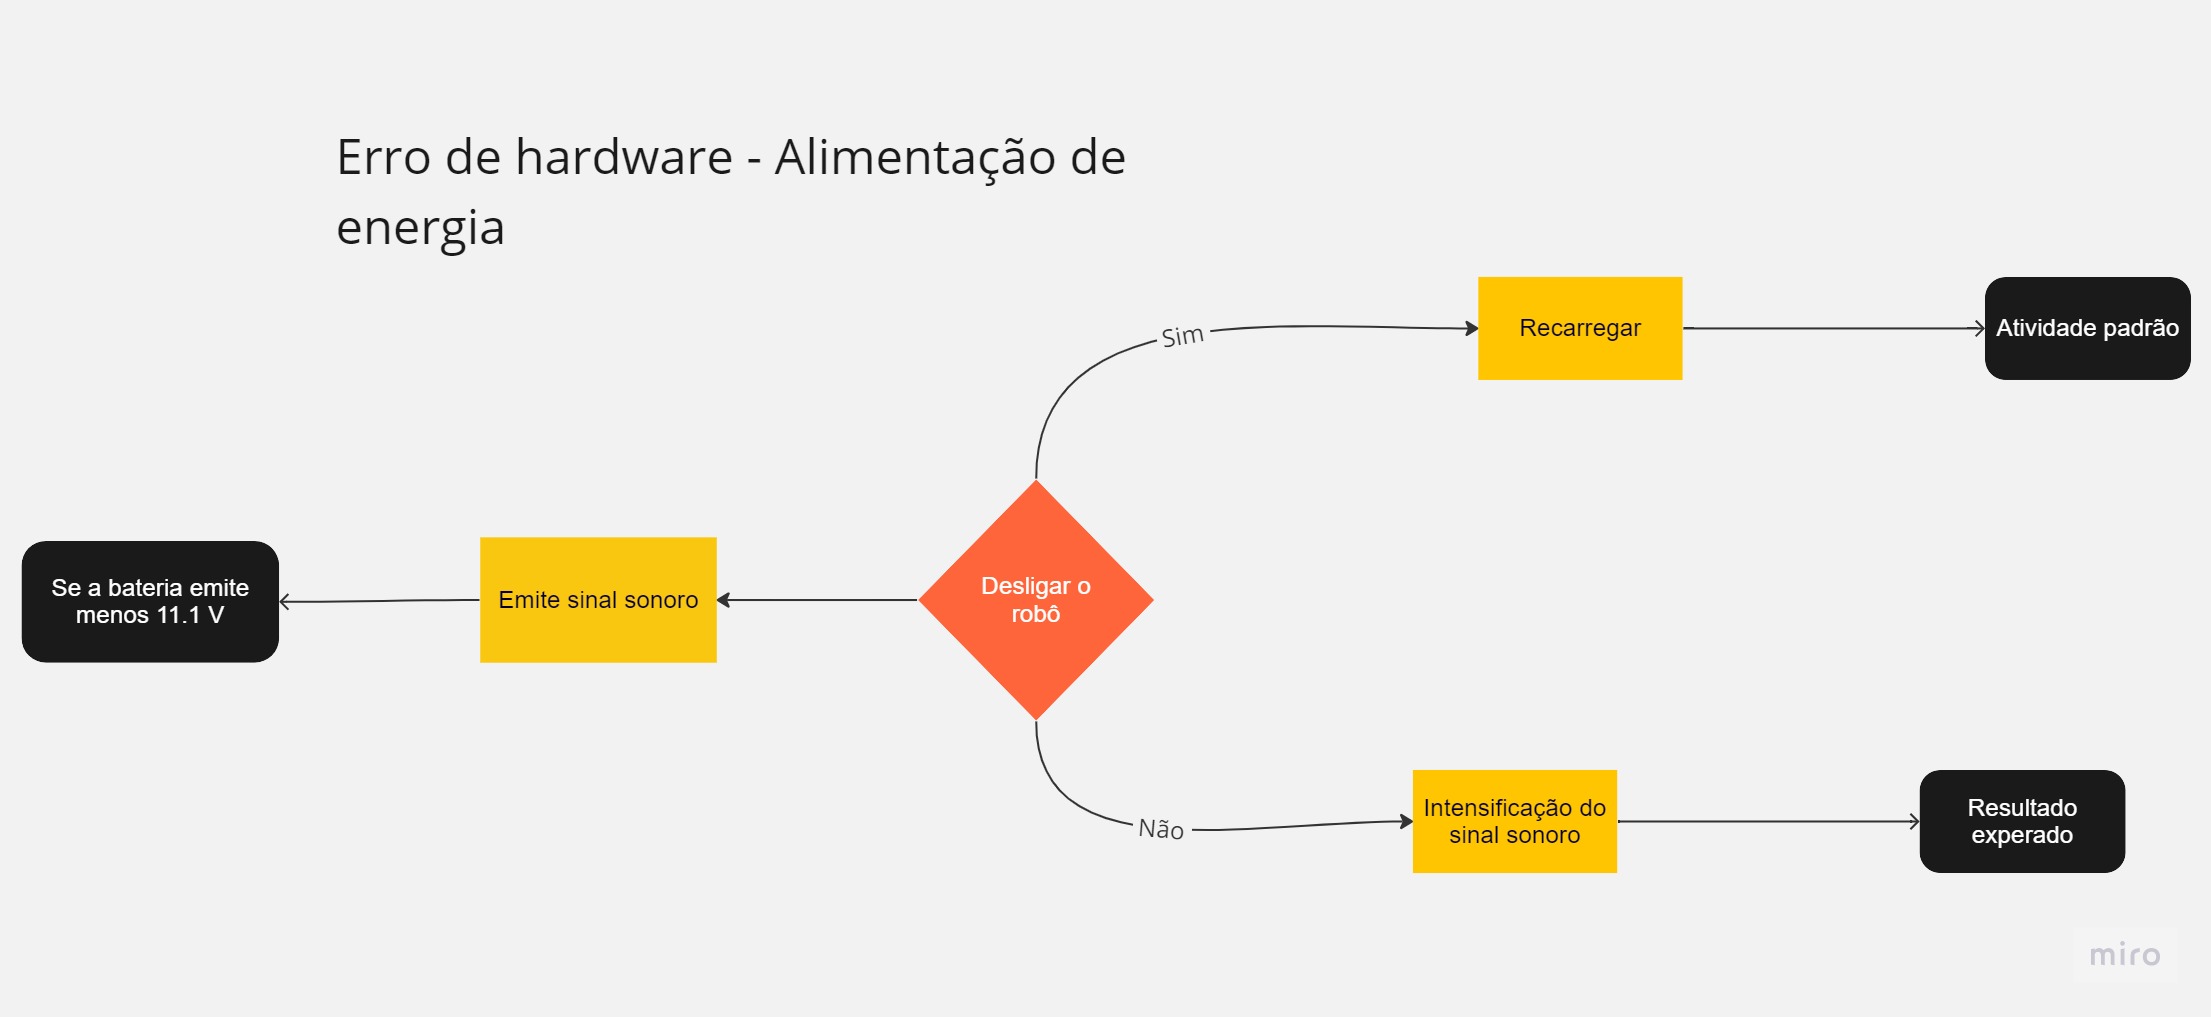 Erro de hardware - Alimentação de
energia
Sim
Recarregar
Atividade padrão
Se a bateria emite
menos 11.1 V
Emite sinal sonoro
Desligar o
robô
Não
Intensificação do
sinal sonoro
Resultado
experado
miro